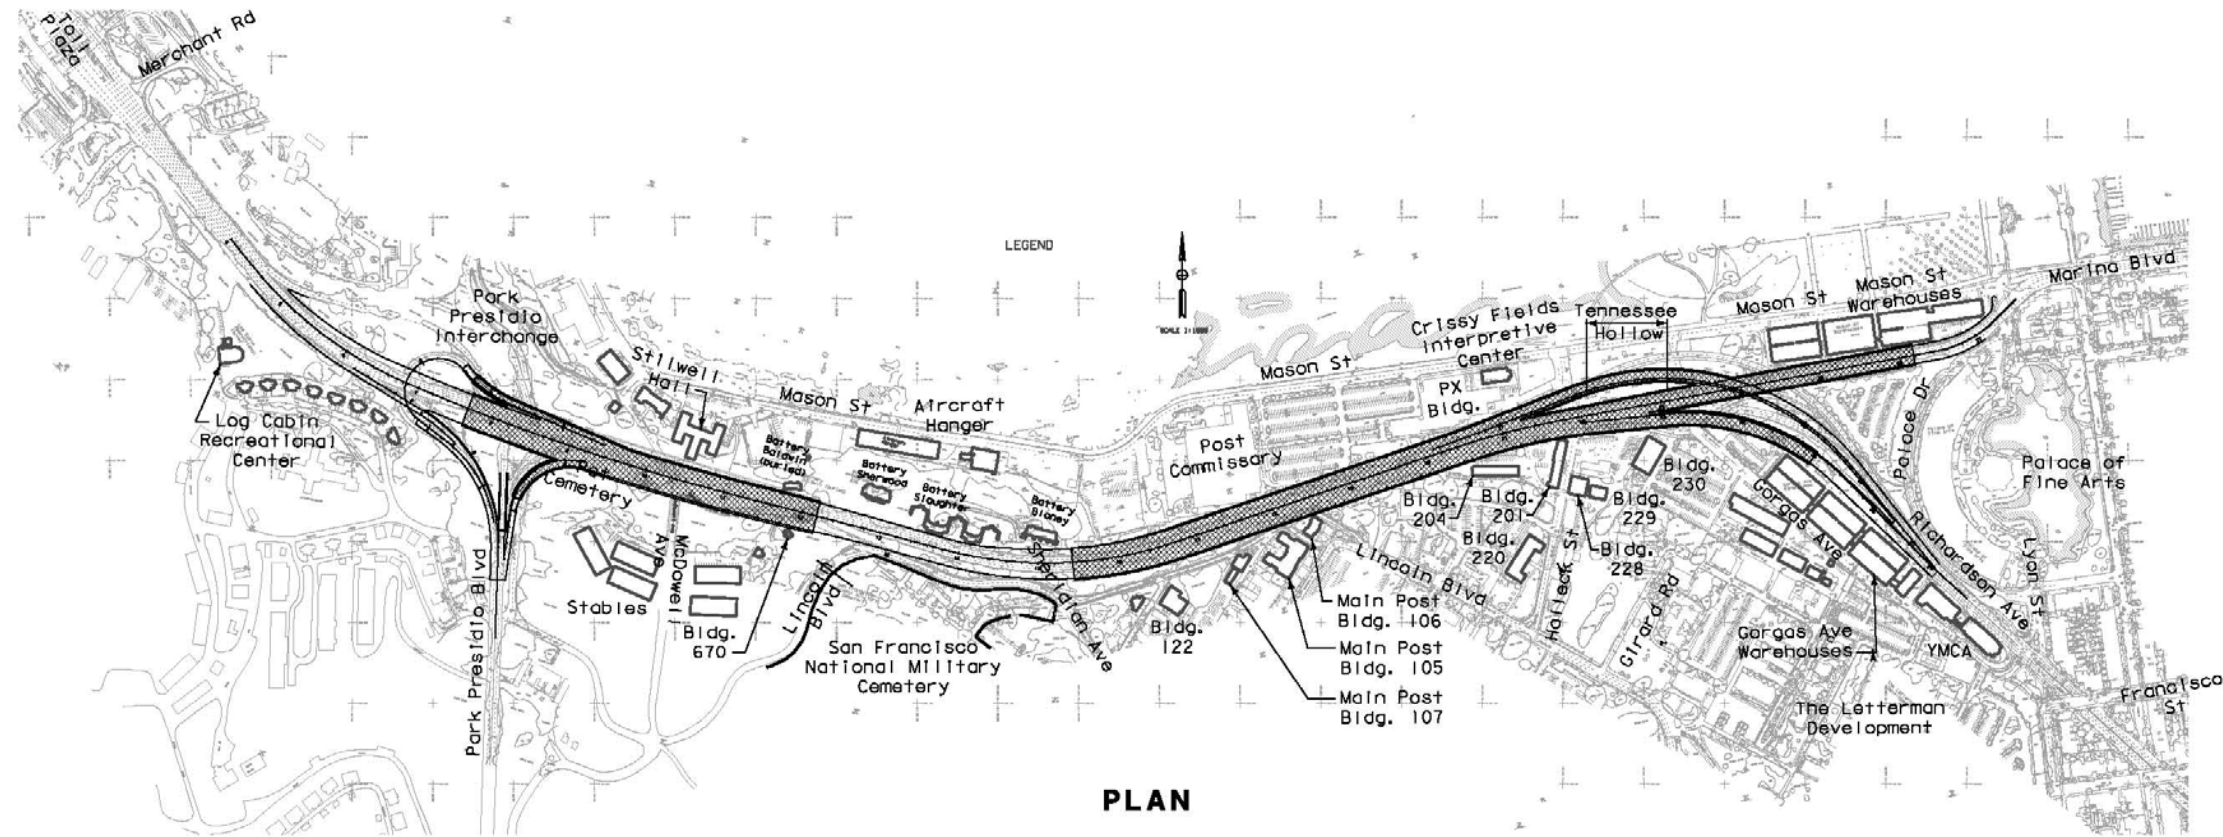 Toll
Plaza
Merchant Rd
LEGEND
SCALE 1:1000
Park
Presidio
Interchange
Stilwell
Hall
Mason St
Aircraft
Hanger
Battery
Baldwin
(buried)
Battery
Sherwood
Battery
Slaughter
Battery
Blaney
Log Cabin
Recreational
Center
Pet
Cemetery
Park Presidio Blvd
Stables
McDowell
Ave
Bldg.
670
Lincoln
Blvd
San Francisco
National Military
Cemetery
Sheridian Ave
Bldg.
122
Post
Commissary
Mason St
Crissy Fields
Interpretive
Center
PX
Bldg.
Tennessee
Hollow
Mason St
Mason St
Warehouses
Marina Blvd
Palace Dr
Palace of
Fine Arts
Lyon St
Richardson Ave
Bldg.
204
Bldg.
201
Bldg.
220
Bldg.
229
Bldg.
228
Bldg.
230
Halleck St
Girard Rd
Lincoln Blvd
Main Post
Bldg. 106
Main Post
Bldg. 105
Main Post
Bldg. 107
Gorgas Ave
Gorgas Ave
Warehouses
YMCA
The Letterman
Development
Francisco
St
PLAN